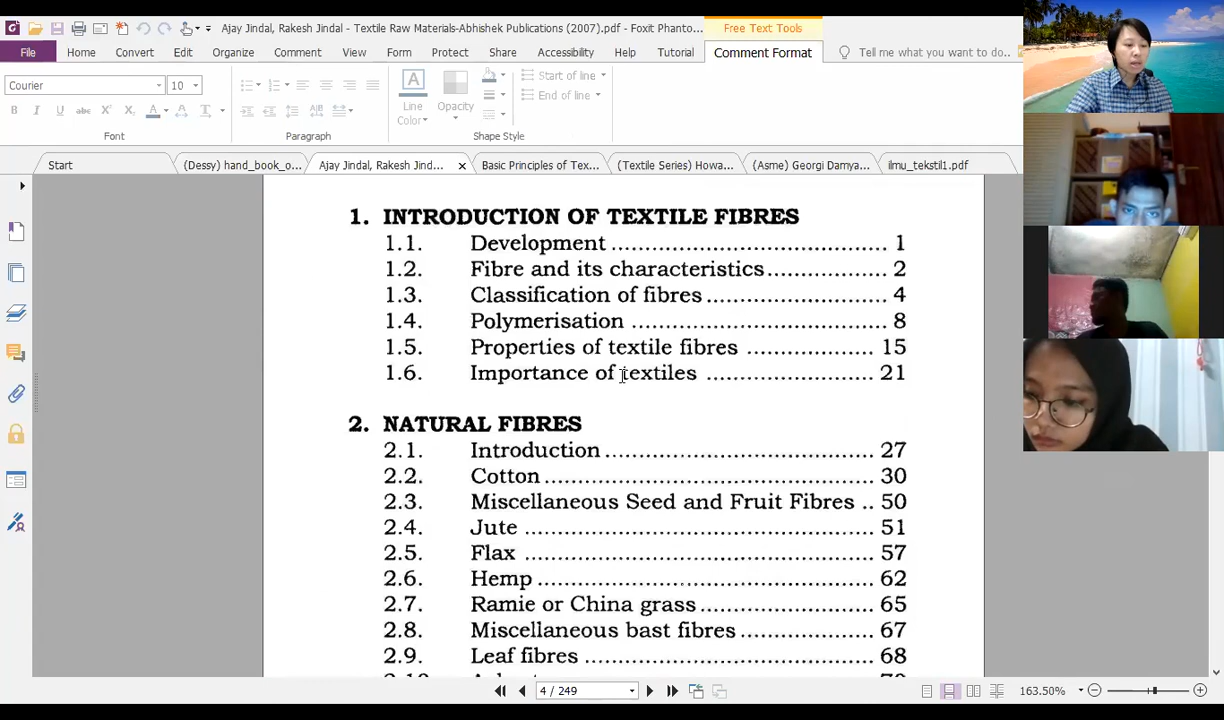 Ajay Jindal, Rakesh Jindal - Textile Raw Materials-Abhishek Publications (2007).pdf - Foxit Phanto...
Free Text Tools
File Home Convert Edit Organize Comment View Form Protect Share Accessibility Help Tutorial Comment Format Tell me what you want to do...
Courier 10
B I U abc X² X₂ A T
Font
Paragraph
Line Color
Opacity
Start of line
End of line
Shape Style
Start
(Dessy) hand_book_o...
Ajay Jindal, Rakesh Jind...
Basic Principles of Tex...
(Textile Series) Howa...
(Asme) Georgi Damya...
ilmu_tekstil1.pdf
1. INTRODUCTION OF TEXTILE FIBRES
1.1. Development ........................................ 1
1.2. Fibre and its characteristics................ 2
1.3. Classification of fibres ......................... 4
1.4. Polymerisation ..................................... 8
1.5. Properties of textile fibres ................... 15
1.6. Importance of textiles ......................... 21
2. NATURAL FIBRES
2.1. Introduction ........................................ 27
2.2. Cotton .................................................. 30
2.3. Miscellaneous Seed and Fruit Fibres .. 50
2.4. Jute ..................................................... 51
2.5. Flax ..................................................... 57
2.6. Hemp ................................................... 62
2.7. Ramie or China grass ........................... 65
2.8. Miscellaneous bast fibres ..................... 67
2.9. Leaf fibres ........................................... 68
4 / 249
163.50%